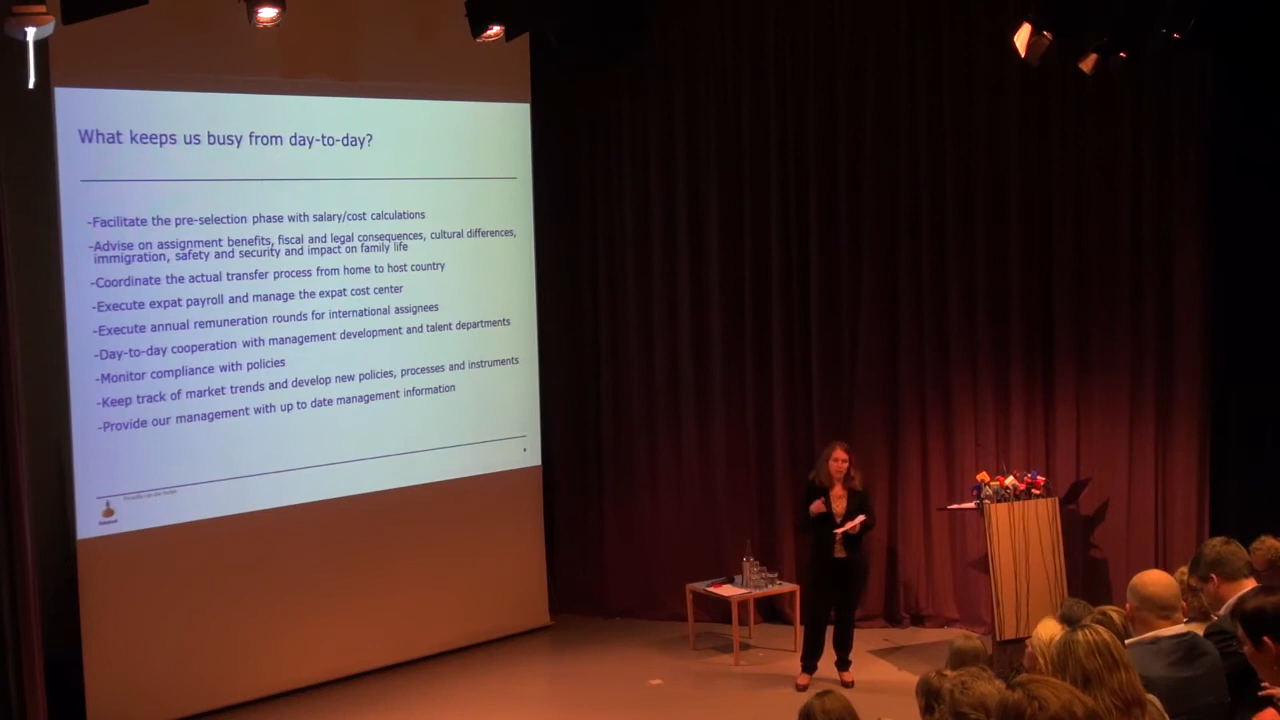 What keeps us busy from day-to-day?
-Facilitate the pre-selection phase with salary/cost calculations
-Advise on assignment benefits, fiscal and legal consequences, cultural differences,
immigration, safety and security and impact on family life
-Coordinate the actual transfer process from home to host country
-Execute expat payroll and manage the expat cost center
-Execute annual remuneration rounds for international assignees
-Day-to-day cooperation with management development and talent departments
-Monitor compliance with policies
-Keep track of market trends and develop new policies, processes and instruments
-Provide our management with up to date management information